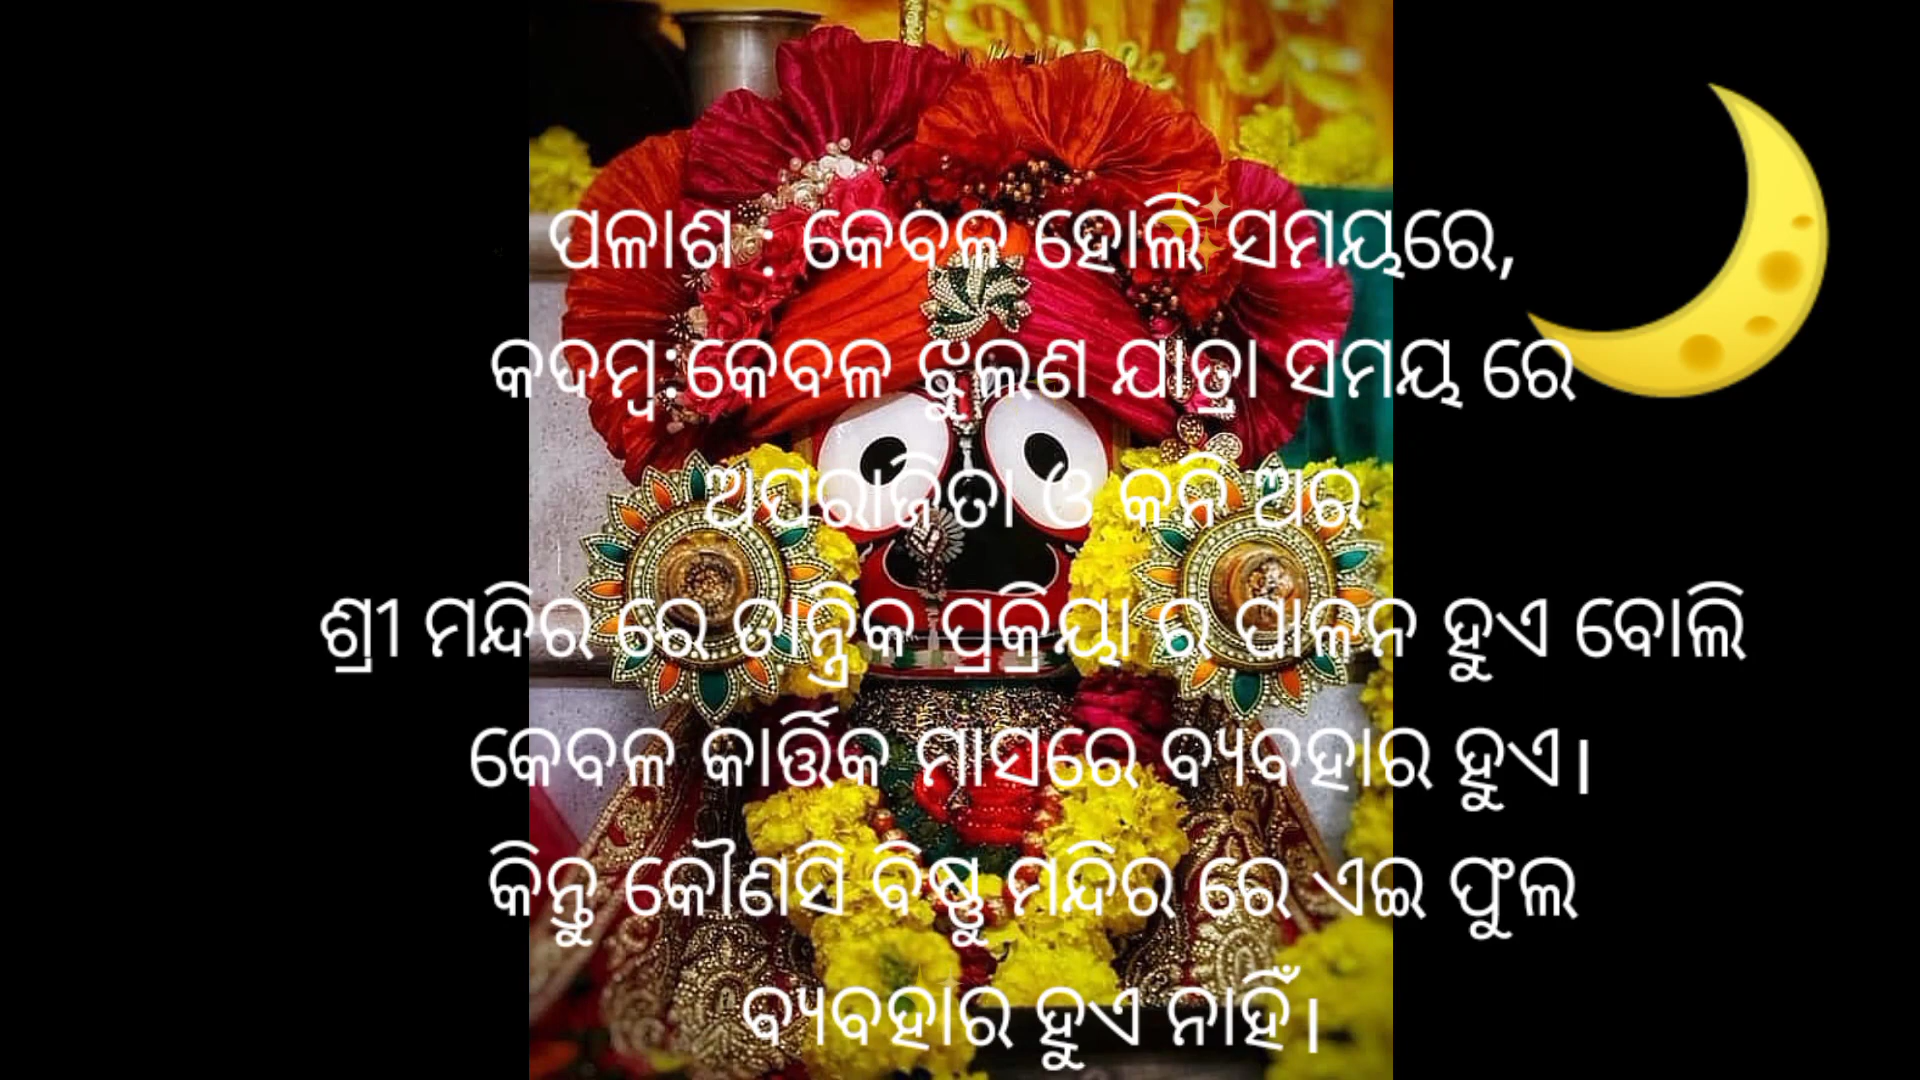 ପଳାଶ : କେବଳ ହୋଲି ସମୟରେ,
କଦମ୍ବ:କେବଳ ଝୁଲଣ ଯାତ୍ରା ସମୟ ରେ
ଅପରାଜିତା ଓ କନି ଅର
ଶ୍ରୀ ମନ୍ଦିର ରେ ତାନ୍ତ୍ରିକ ପ୍ରକ୍ରିୟା ର ପାଳନ ହୁଏ ବୋଲି
କେବଳ କାର୍ତ୍ତିକ ମାସରେ ବ୍ୟବହାର ହୁଏ।
କିନ୍ତୁ କୌଣସି ବିଷ୍ଣୁ ମନ୍ଦିର ରେ ଏଇ ଫୁଲ
ବ୍ୟବହାର ହୁଏ ନାହିଁ।